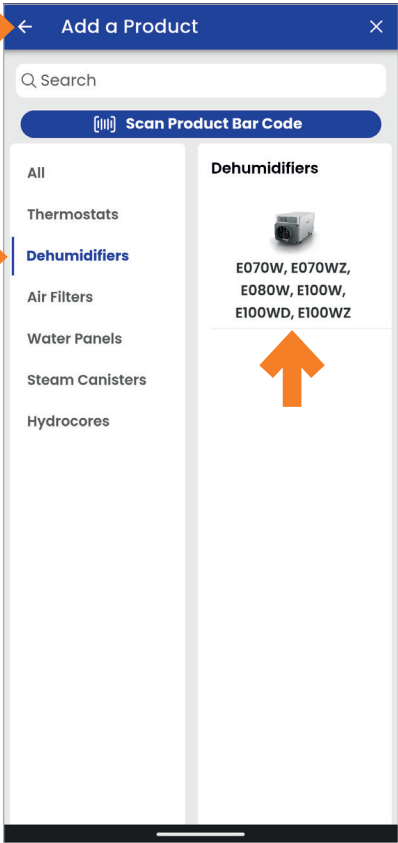 Add a Product
Search
Scan Product Bar Code
All
Thermostats
Dehumidifiers
Air Filters
Water Panels
Steam Canisters
Hydrocores
Dehumidifiers
E070W, E070WZ,
E080W, E100W,
E100WD, E100WZ